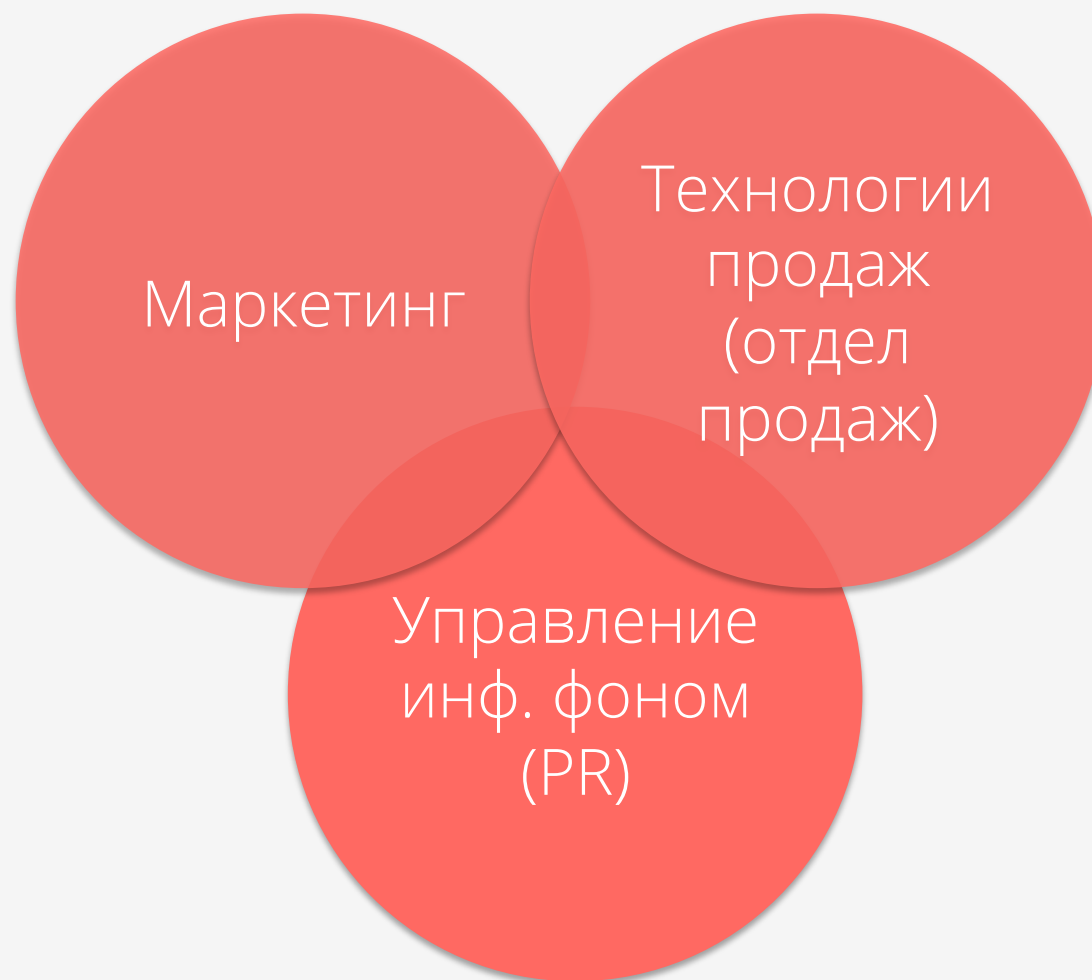 Маркетинг
Технологии
продаж
(отдел
продаж)
Управление
инф. фоном
(PR)